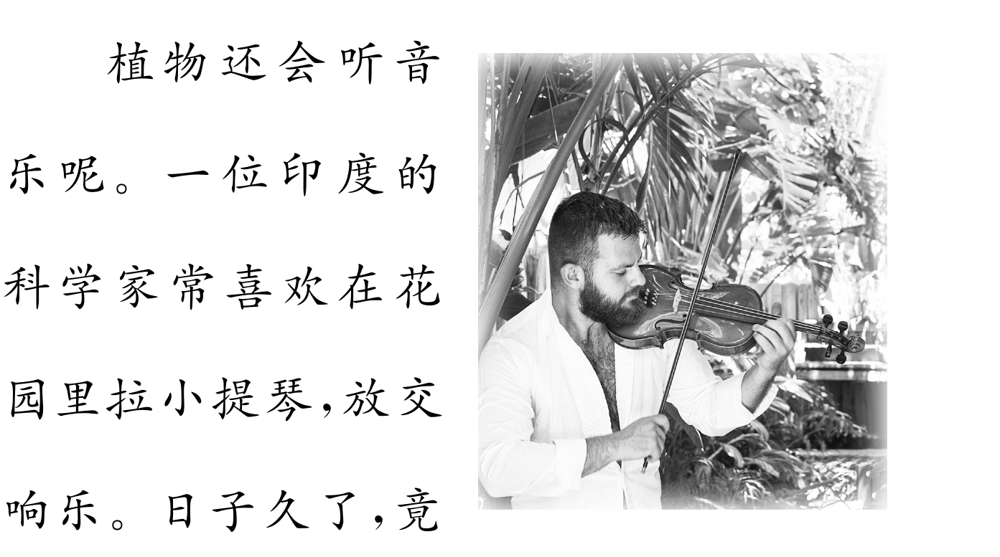 植物还会听音
乐呢。一位印度的
科学家常喜欢在花
园里拉小提琴,放交
响乐。日子久了,竟